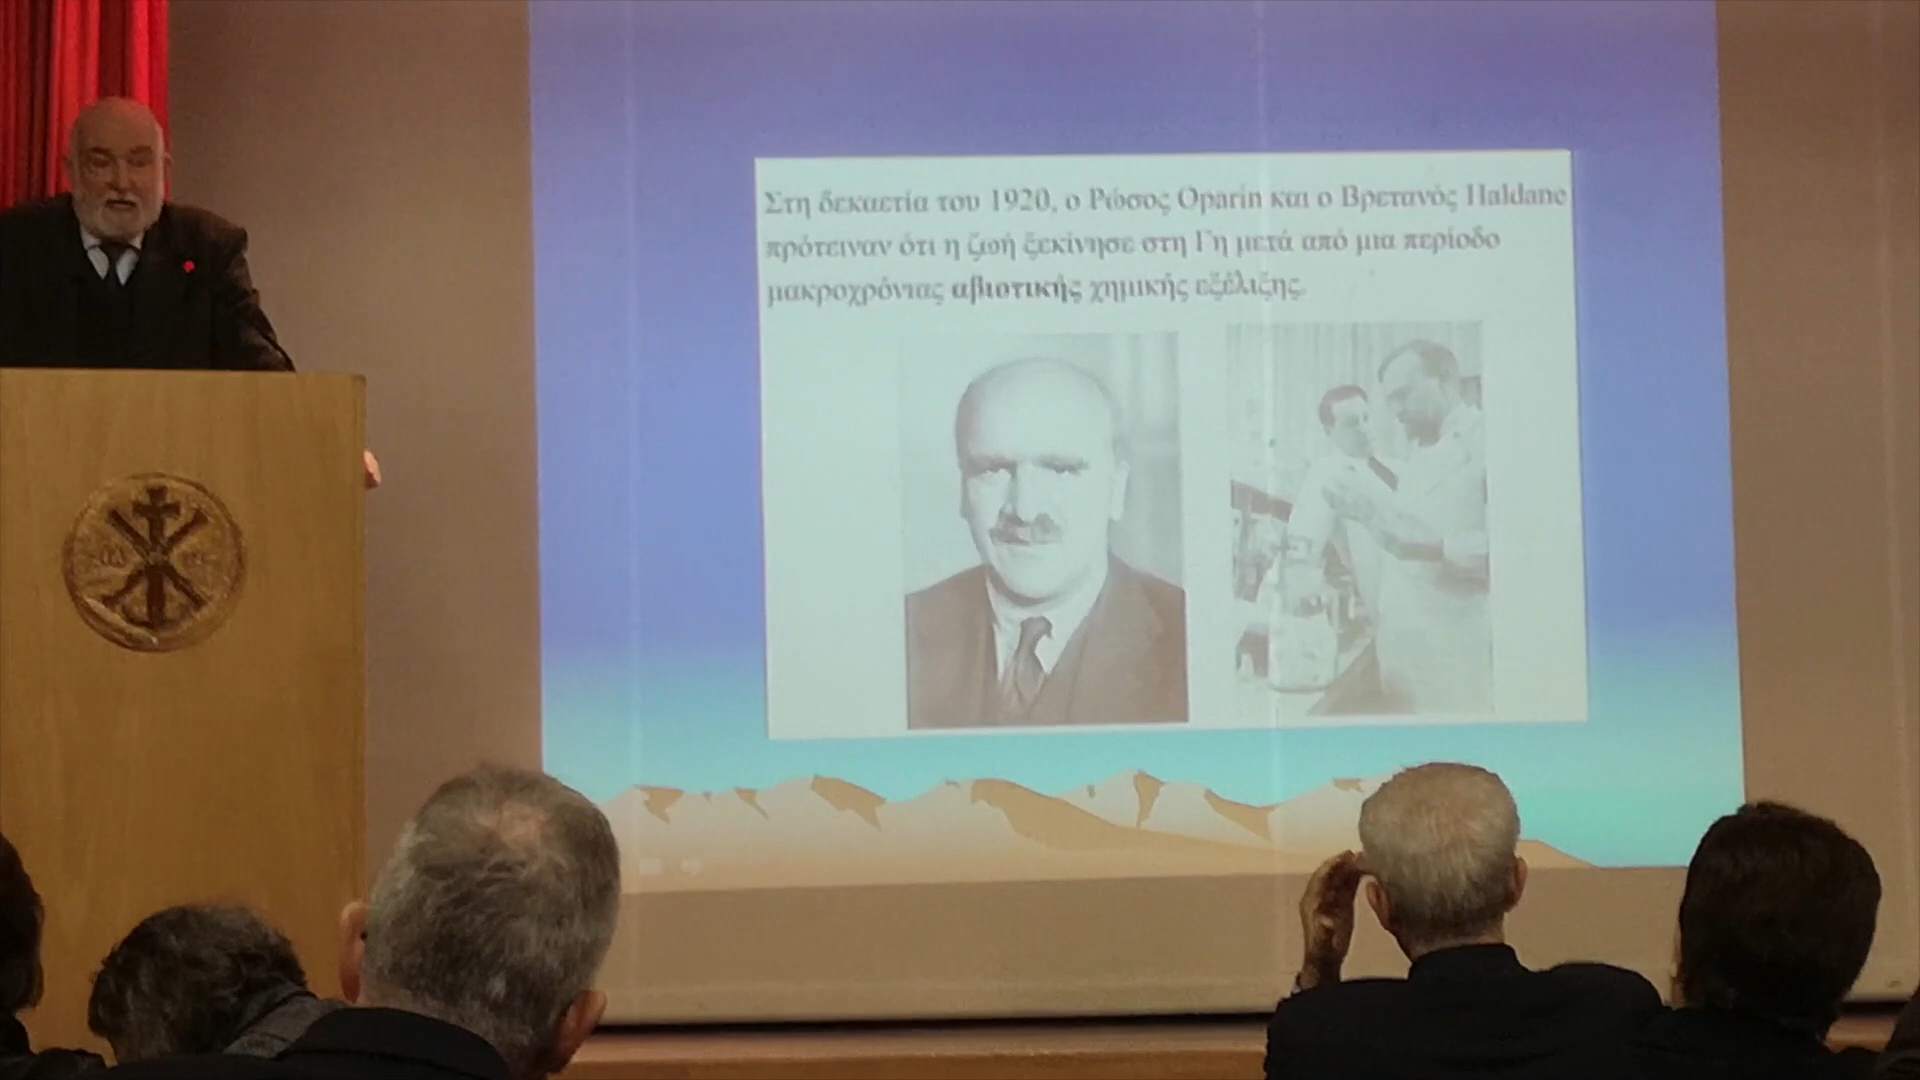 Στη δεκαετία του 1920, ο Ρώσος Oparin και ο Βρετανός Haldane
πρότειναν ότι η ζωή ξεκίνησε στη Γη μετά από μια περίοδο
μακροχρόνιας αβιοτικής χημικής εξέλιξης.